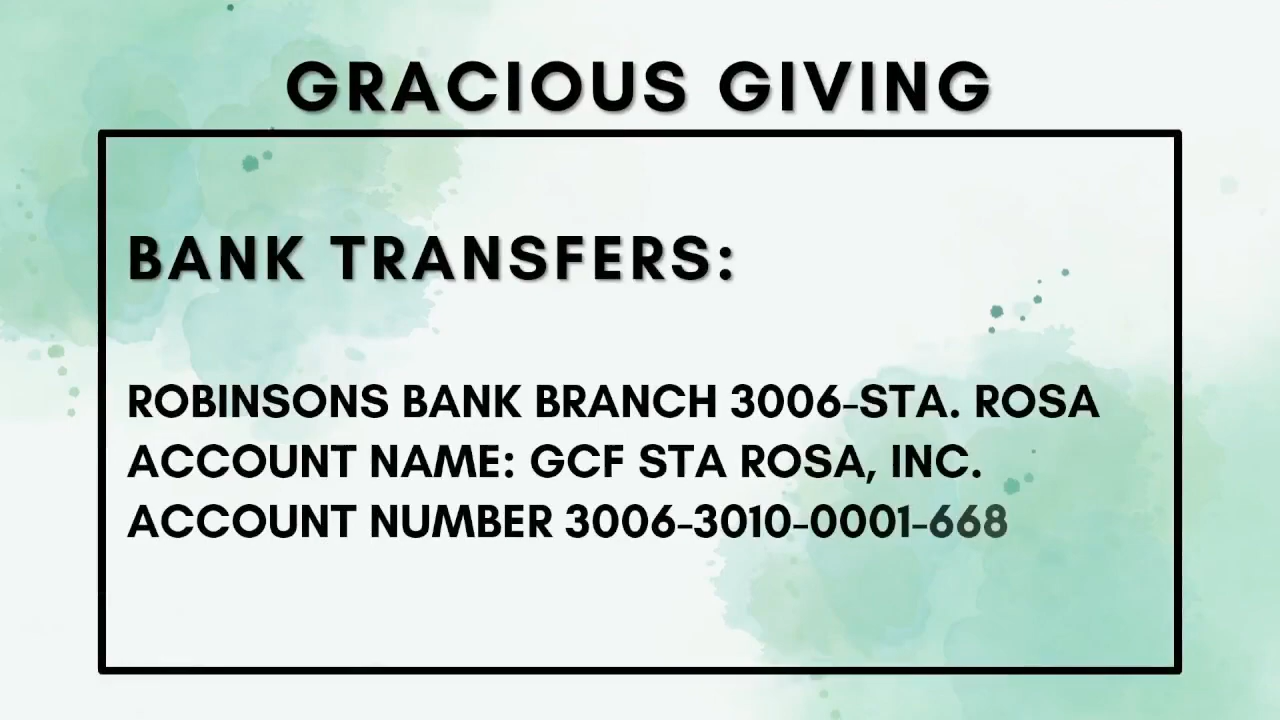 GRACIOUS GIVING
BANK TRANSFERS:
ROBINSONS BANK BRANCH 3006-STA. ROSA
ACCOUNT NAME: GCF STA ROSA, INC.
ACCOUNT NUMBER 3006-3010-0001-668